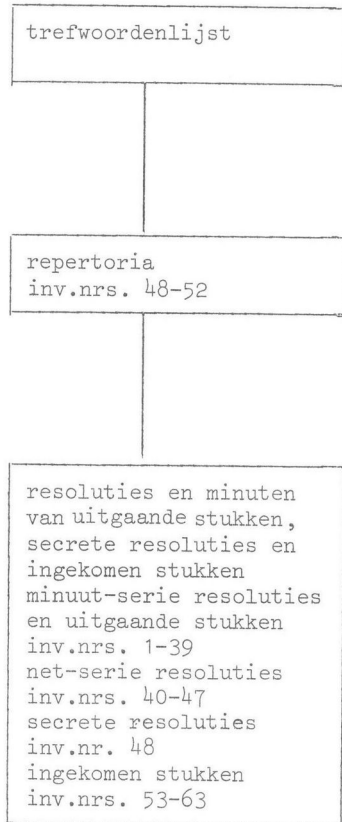 trefwoordenlijst
repertoria
inv.nrs. 48-52
resoluties en minuten
van uitgaande stukken,
secrete resoluties en
ingekomen stukken
minuut-serie resoluties
en uitgaande stukken
inv.nrs. 1-39
net-serie resoluties
inv.nrs. 40-47
secrete resoluties
inv.nr. 48
ingekomen stukken
inv.nrs. 53-63